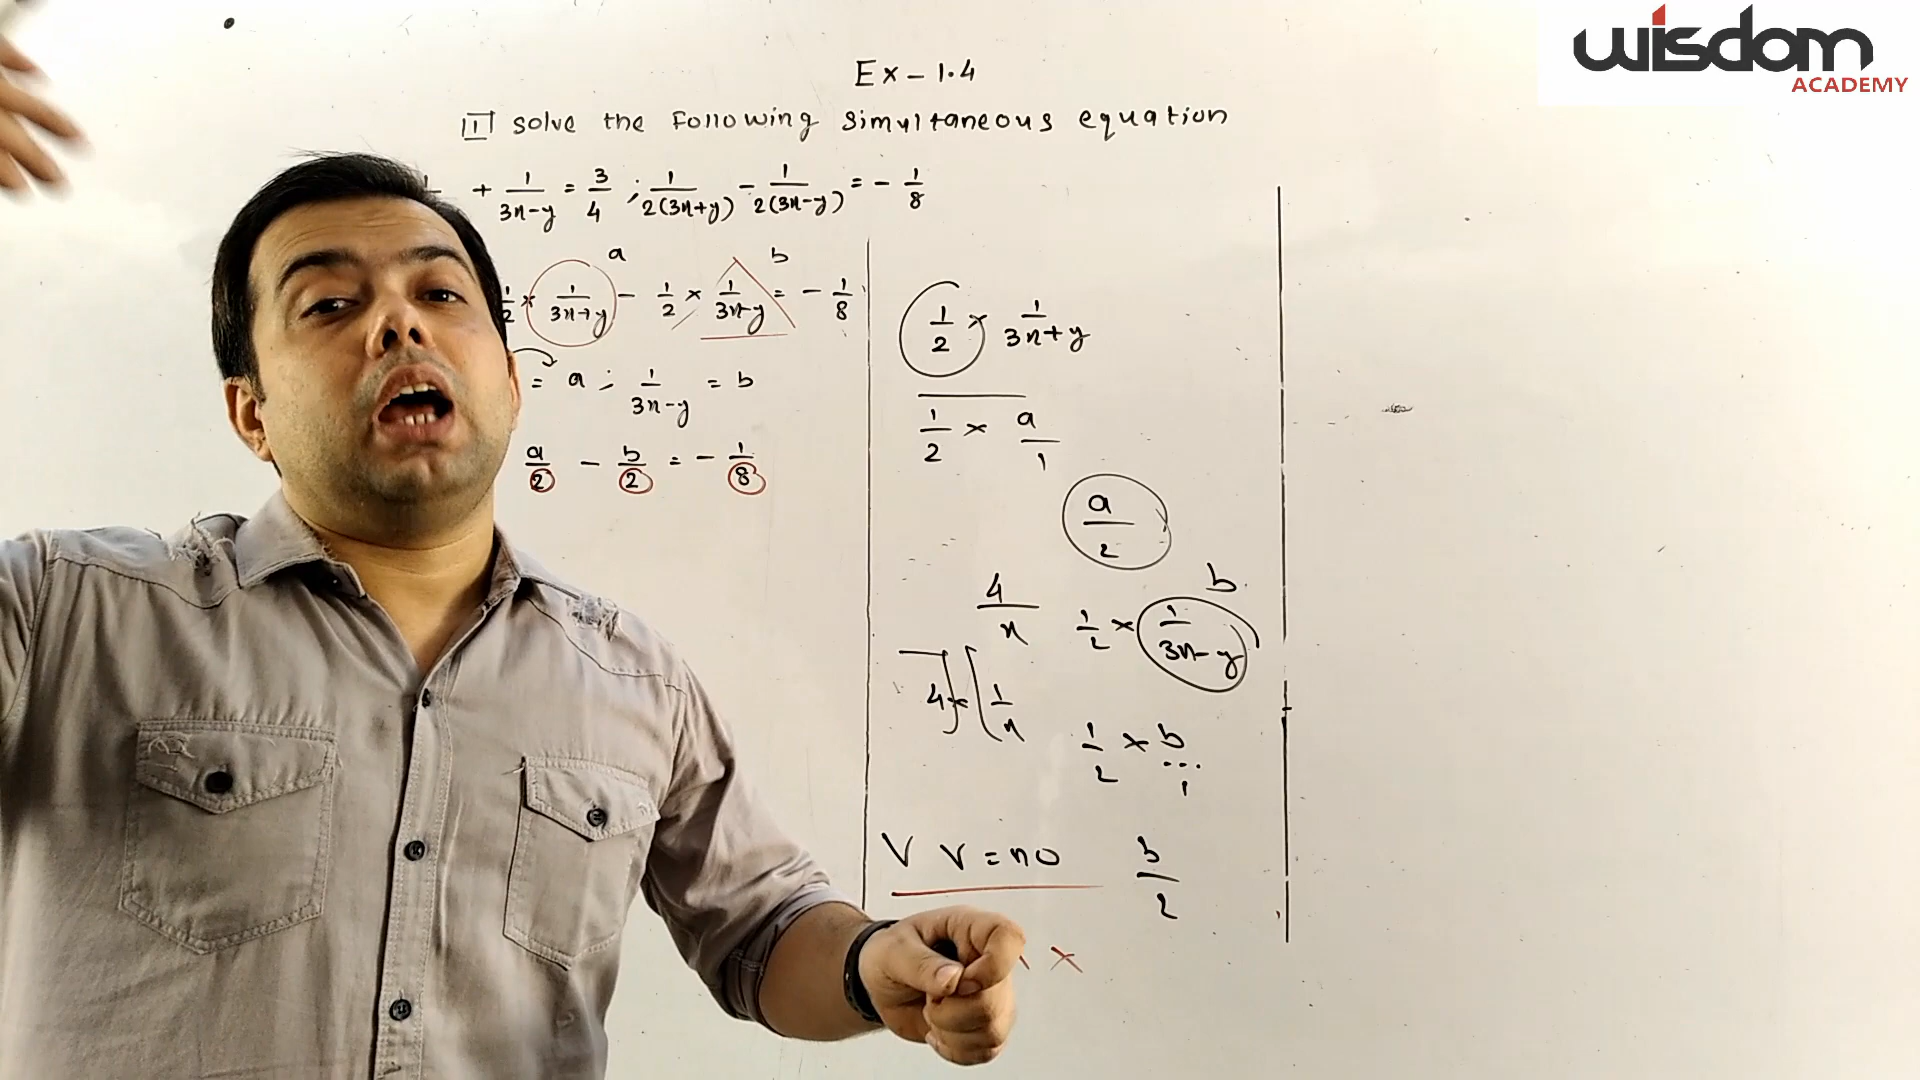 wisdom
ACADEMY
Ex - 1.4
1 solve the Following simultaneous equation
+ 1/3x-y = 3/4 ; 1/2(3x+y) - 1/2(3x-y) = - 1/8
a b
1/2 × 1/3x+y - 1/2 × 1/3x-y = - 1/8
= a ; 1/3x-y = b
a/2 - b/2 = - 1/8
1/2 × 1/3x+y
1/2 × a/1
a/2
4/x
4 × 1/x
b
1/2 × 1/3x-y
1/2 × b/1
V V = no
b/2
×